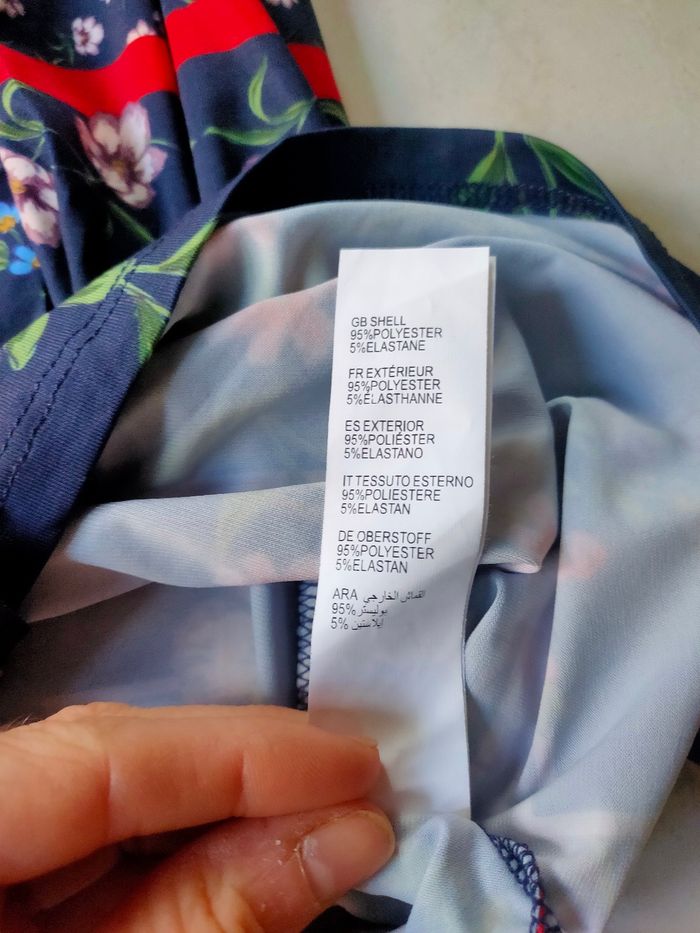 GB SHELL
95%POLYESTER
5%ELASTANE
FR EXTÉRIEUR
95%POLYESTER
5%ÉLASTHANNE
ES EXTERIOR
95%POLIÉSTER
5%ELASTANO
IT TESSUTO ESTERNO
95%POLIESTERE
5%ELASTAN
DE OBERSTOFF
95%POLYESTER
5%ELASTAN
ARA القماش الخارجي
95% بوليستر
5% ايلاستين